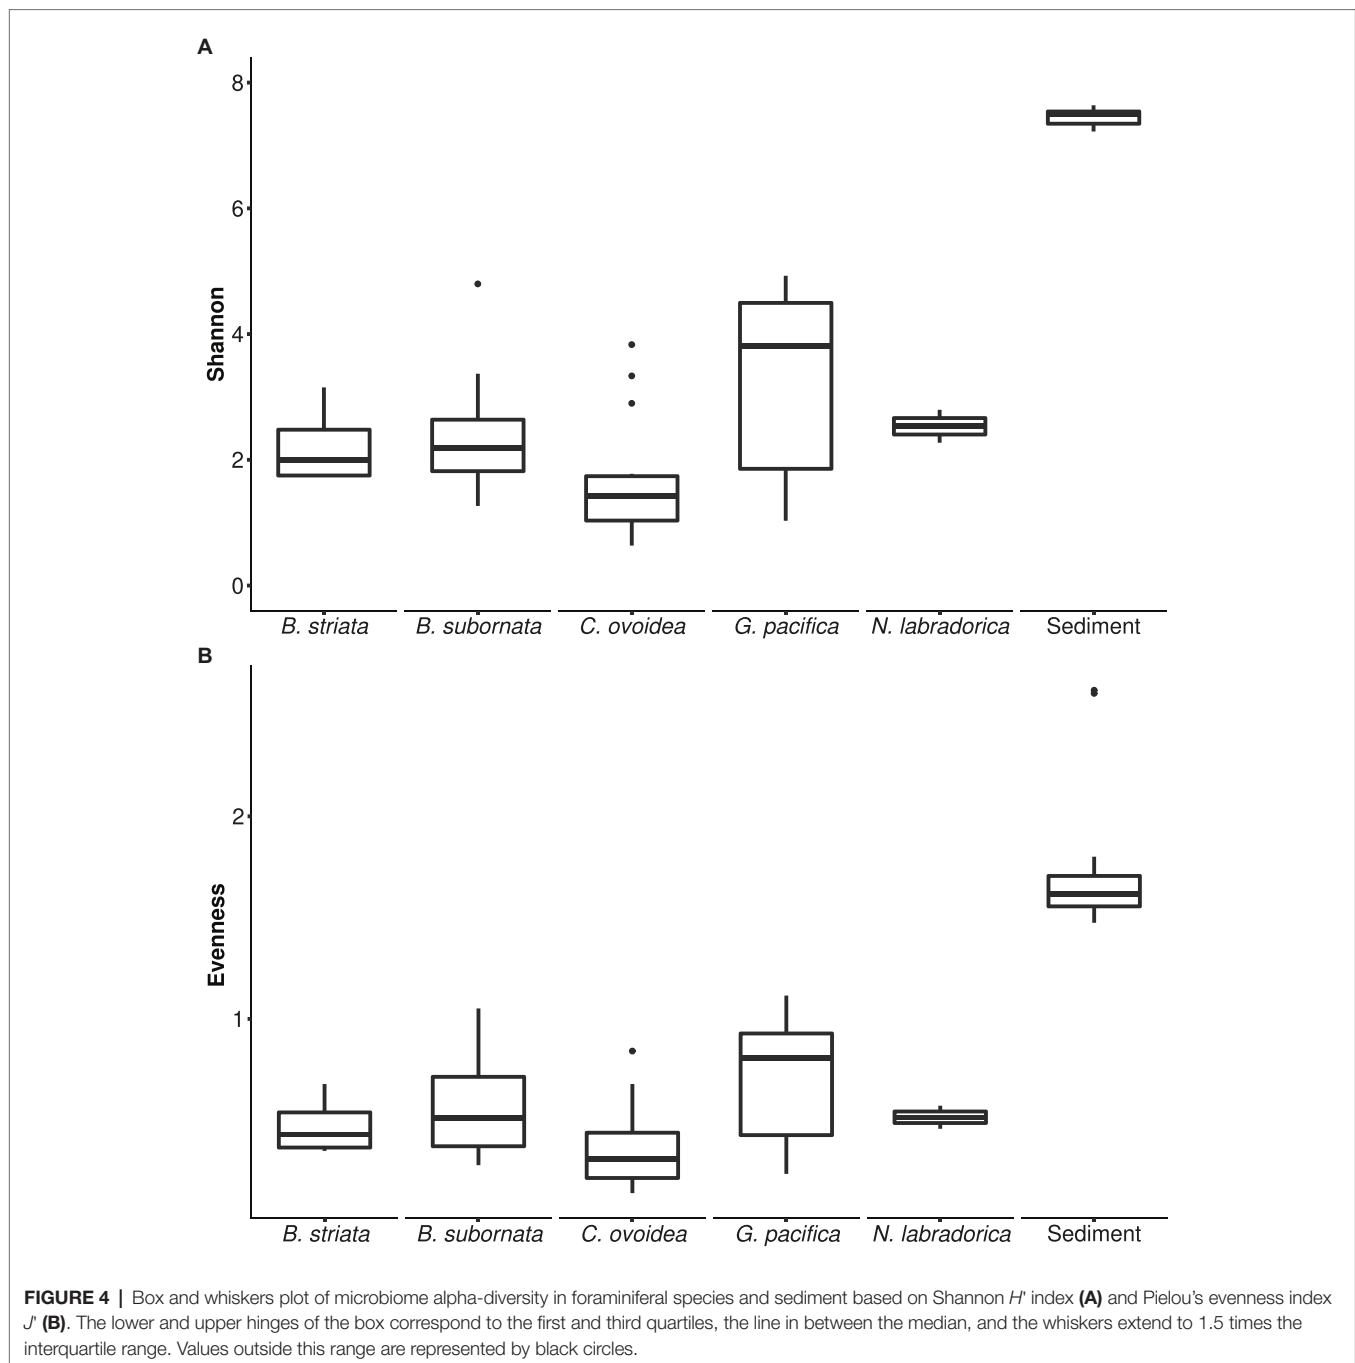 A
8
6
4
2
0
Shannon
B. striata B. subornata C. ovoidea G. pacifica N. labradorica Sediment
B
2
1
Evenness
B. striata B. subornata C. ovoidea G. pacifica N. labradorica Sediment
FIGURE 4 | Box and whiskers plot of microbiome alpha-diversity in foraminiferal species and sediment based on Shannon H' index (A) and Pielou's evenness index
J' (B). The lower and upper hinges of the box correspond to the first and third quartiles, the line in between the median, and the whiskers extend to 1.5 times the
interquartile range. Values outside this range are represented by black circles.